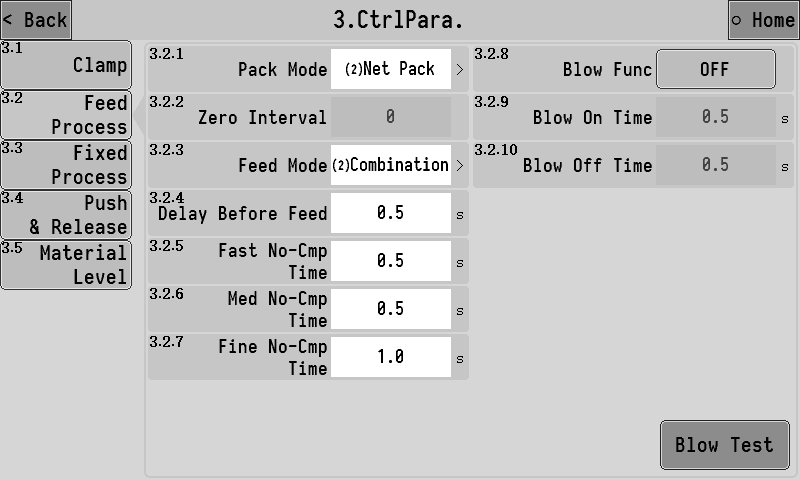 < Back
3.CtrlPara.
○ Home
3.1
Clamp
3.2
Feed
Process
3.3
Fixed
Process
3.4
Push
& Release
3.5
Material
Level
3.2.1
Pack Mode
(2)Net Pack >
3.2.2
Zero Interval
0
3.2.3
Feed Mode
(2)Combination >
3.2.4
Delay Before Feed
0.5 s
3.2.5
Fast No-Cmp
Time
0.5 s
3.2.6
Med No-Cmp
Time
0.5 s
3.2.7
Fine No-Cmp
Time
1.0 s
3.2.8
Blow Func
OFF
3.2.9
Blow On Time
0.5 s
3.2.10
Blow Off Time
0.5 s
Blow Test